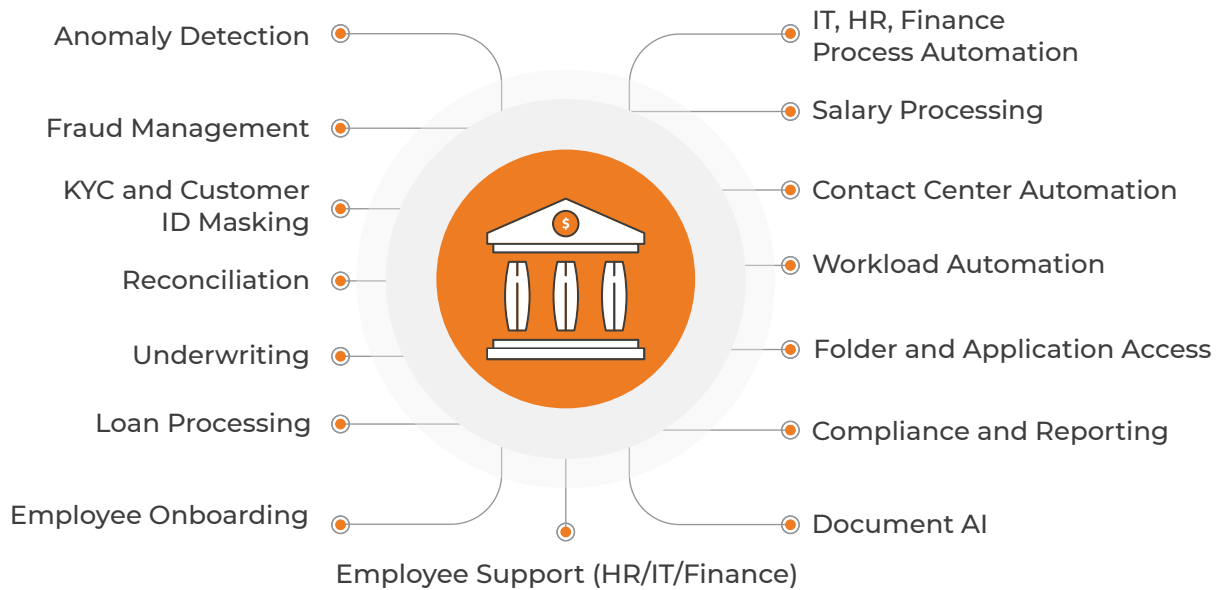 Anomaly Detection
Fraud Management
KYC and Customer
ID Masking
Reconciliation
Underwriting
Loan Processing
Employee Onboarding
$
IT, HR, Finance
Process Automation
Salary Processing
Contact Center Automation
Workload Automation
Folder and Application Access
Compliance and Reporting
Document AI
Employee Support (HR/IT/Finance)